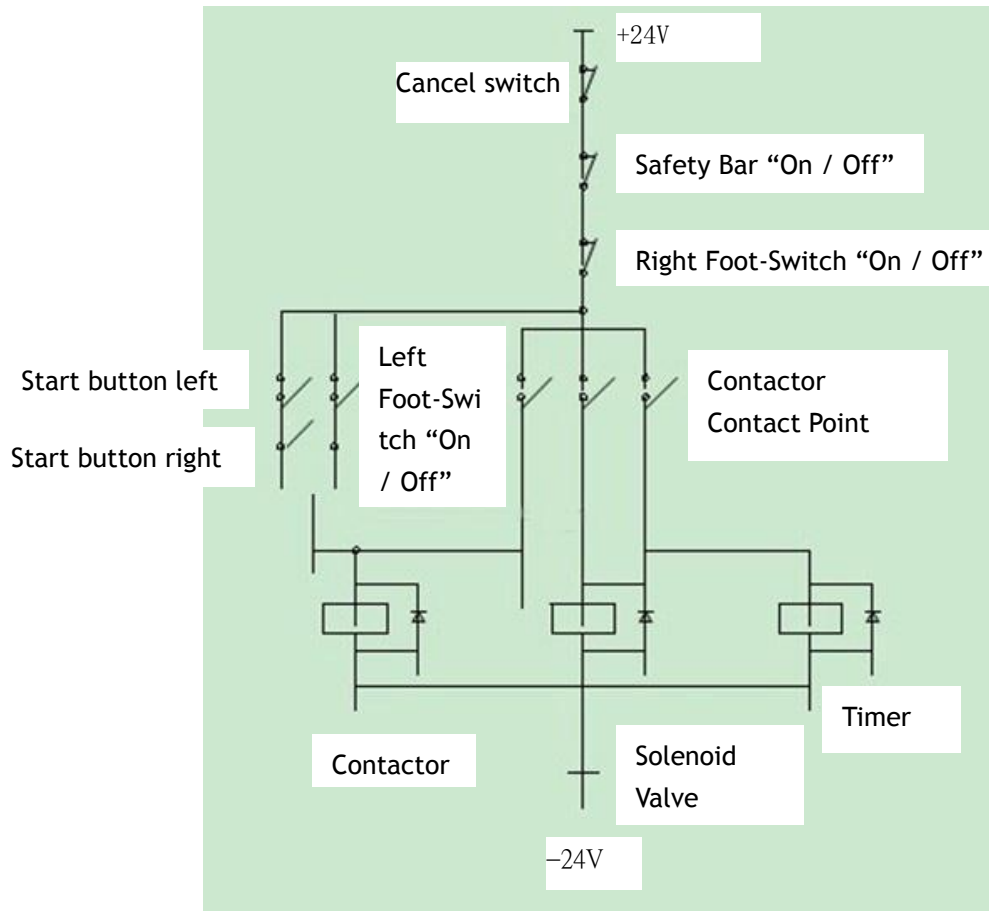 +24V
Cancel switch
Safety Bar “On / Off”
Right Foot-Switch “On / Off”
Start button left
Start button right
Left
Foot-Swi
tch “On
/ Off”
Contactor
Contact Point
Timer
Contactor
Solenoid
Valve
—24V